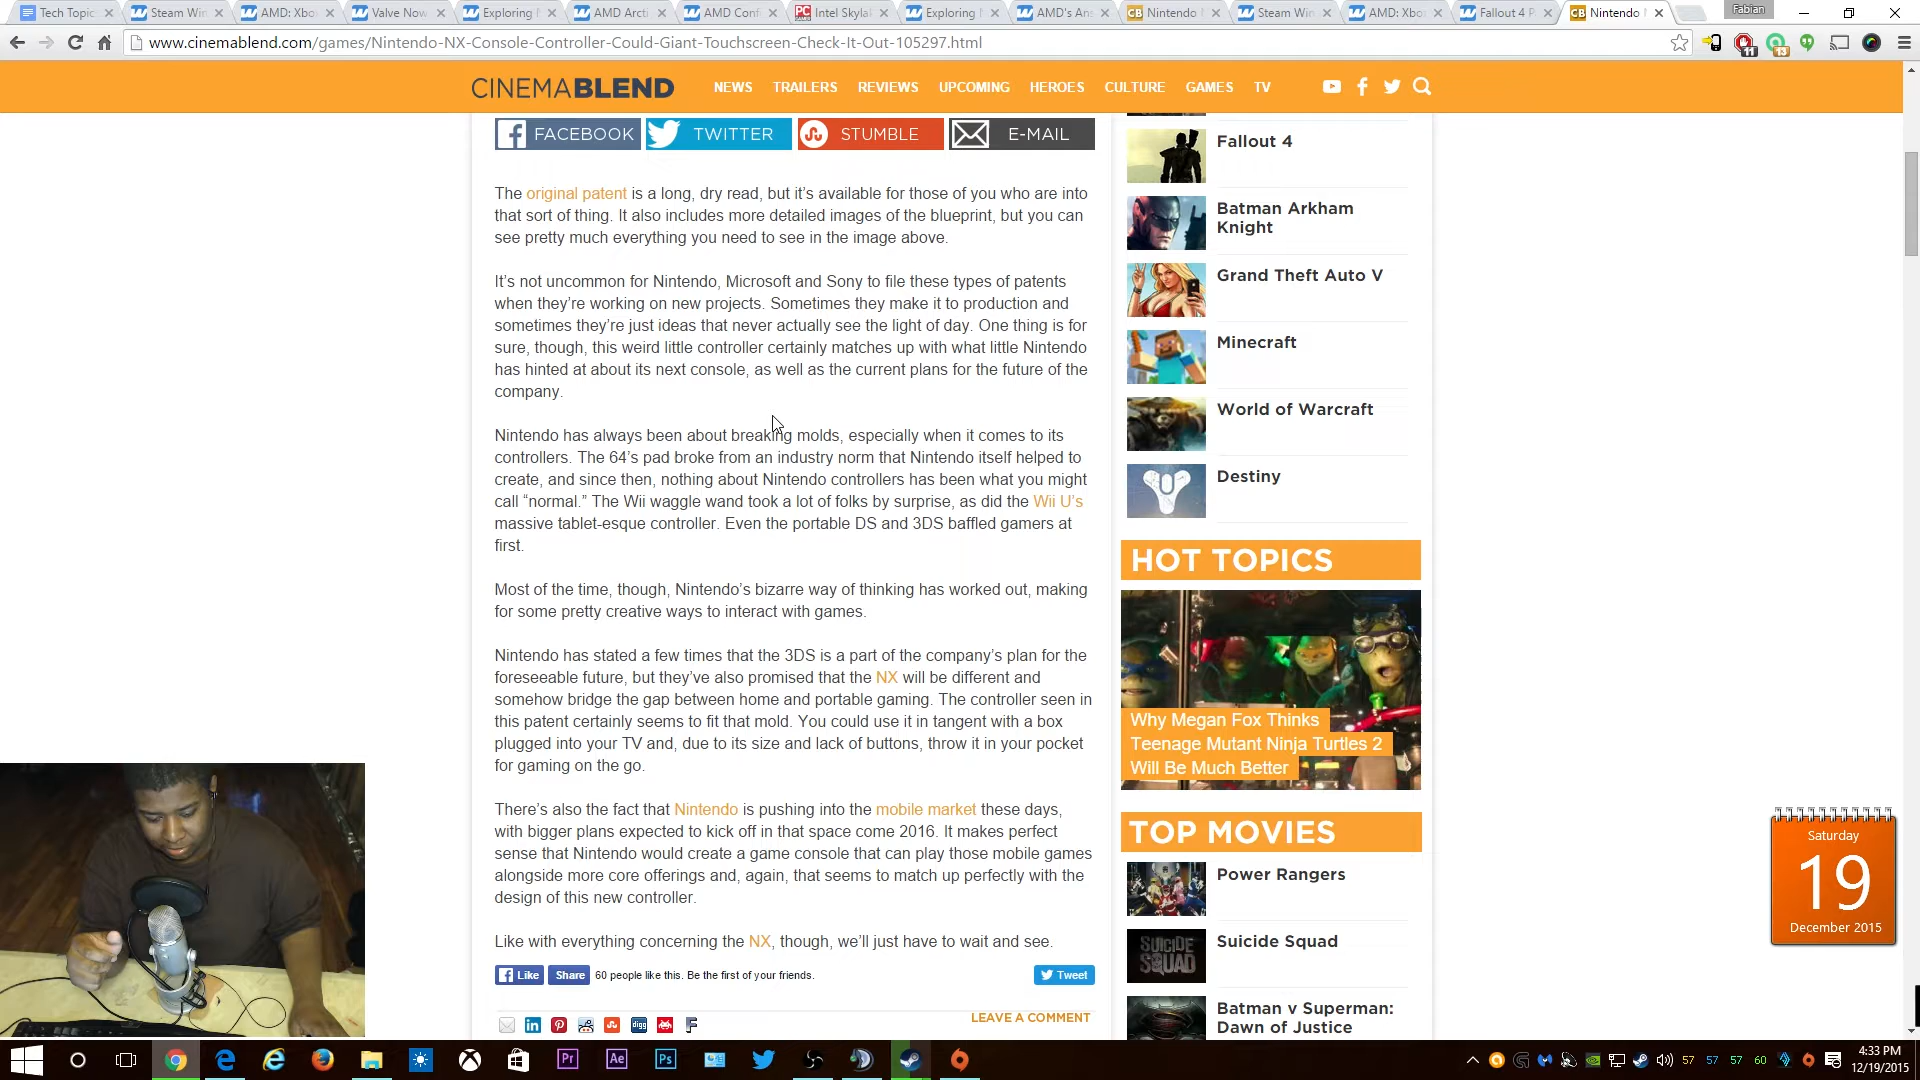 Tech Topic
Steam Win
AMD: Xbo
Valve Now
Exploring
AMD Arcti
AMD Conf
Intel Skyla
Exploring
AMD's Ans
Nintendo
Steam Win
AMD: Xbo
Fallout 4 P
Nintendo
Fabian
www.cinemablend.com/games/Nintendo-NX-Console-Controller-Could-Giant-Touchscreen-Check-It-Out-105297.html
11
13
CINEMABLEND
NEWS TRAILERS REVIEWS UPCOMING HEROES CULTURE GAMES TV
FACEBOOK TWITTER STUMBLE E-MAIL
The original patent is a long, dry read, but it's available for those of you who are into
that sort of thing. It also includes more detailed images of the blueprint, but you can
see pretty much everything you need to see in the image above.
It's not uncommon for Nintendo, Microsoft and Sony to file these types of patents
when they're working on new projects. Sometimes they make it to production and
sometimes they're just ideas that never actually see the light of day. One thing is for
sure, though, this weird little controller certainly matches up with what little Nintendo
has hinted at about its next console, as well as the current plans for the future of the
company.
Nintendo has always been about breaking molds, especially when it comes to its
controllers. The 64's pad broke from an industry norm that Nintendo itself helped to
create, and since then, nothing about Nintendo controllers has been what you might
call “normal.” The Wii waggle wand took a lot of folks by surprise, as did the Wii U's
massive tablet-esque controller. Even the portable DS and 3DS baffled gamers at
first.
Most of the time, though, Nintendo's bizarre way of thinking has worked out, making
for some pretty creative ways to interact with games.
Nintendo has stated a few times that the 3DS is a part of the company's plan for the
foreseeable future, but they've also promised that the NX will be different and
somehow bridge the gap between home and portable gaming. The controller seen in
this patent certainly seems to fit that mold. You could use it in tangent with a box
plugged into your TV and, due to its size and lack of buttons, throw it in your pocket
for gaming on the go.
There's also the fact that Nintendo is pushing into the mobile market these days,
with bigger plans expected to kick off in that space come 2016. It makes perfect
sense that Nintendo would create a game console that can play those mobile games
alongside more core offerings and, again, that seems to match up perfectly with the
design of this new controller.
Like with everything concerning the NX, though, we'll just have to wait and see.
Like Share 60 people like this. Be the first of your friends. Tweet
LEAVE A COMMENT
Fallout 4
Batman Arkham
Knight
Grand Theft Auto V
Minecraft
World of Warcraft
Destiny
HOT TOPICS
Why Megan Fox Thinks
Teenage Mutant Ninja Turtles 2
Will Be Much Better
TOP MOVIES
Power Rangers
SUICIDE
SQUAD
Suicide Squad
Batman v Superman:
Dawn of Justice
Saturday
19
December 2015
Pr Ae Ps
57 57 57 60
4:33 PM
12/19/2015